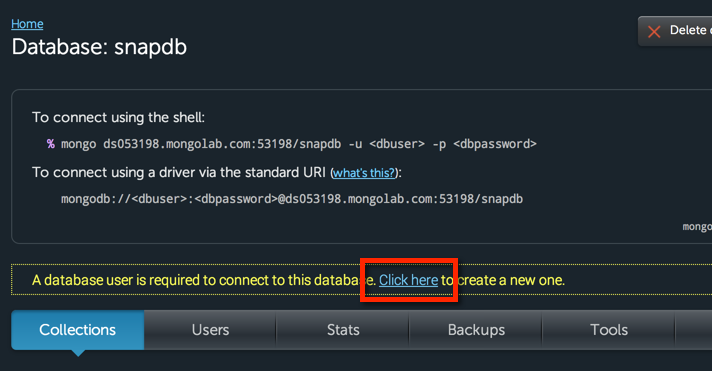 Home
Database: snapdb
Delete
To connect using the shell:
% mongo ds053198.mongolab.com:53198/snapdb -u <dbuser> -p <dbpassword>
To connect using a driver via the standard URI (what's this?):
mongodb://<dbuser>:<dbpassword>@ds053198.mongolab.com:53198/snapdb
mongo
A database user is required to connect to this database. Click here to create a new one.
Collections Users Stats Backups Tools